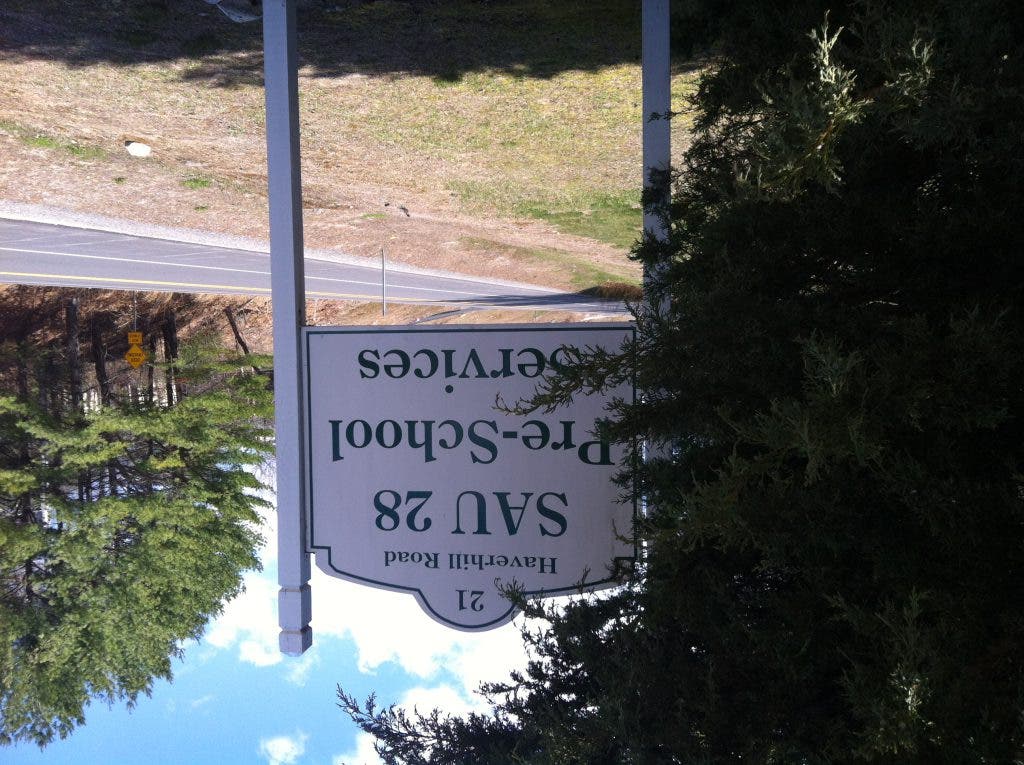 21
Haverhill Road
SAU 28
Pre-School
Services